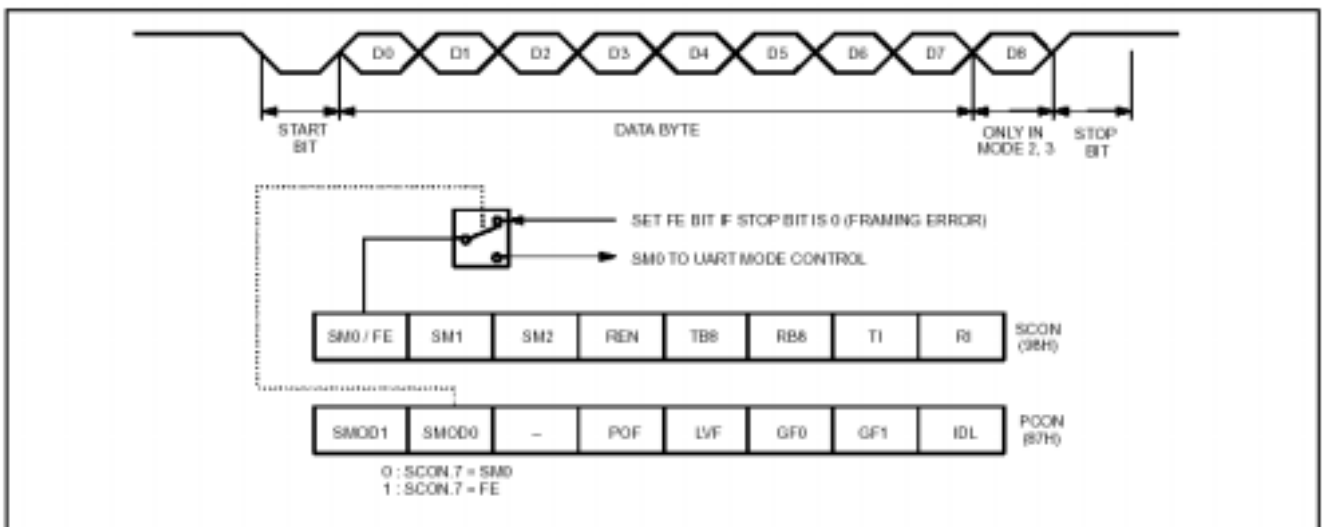 D0 D1 D2 D3 D4 D5 D6 D7 D8
START BIT
DATA BYTE
ONLY IN MODE 2, 3
STOP BIT
SET FE BIT IF STOP BIT IS 0 (FRAMING ERROR)
SM0 TO UART MODE CONTROL
SM0 / FE SM1 SM2 REN TB8 RB8 TI RI
SCON (98H)
SMOD1 SMOD0 – POF LVF GF0 GF1 IDL
PCON (87H)
0 : SCON.7 = SM0
1 : SCON.7 = FE